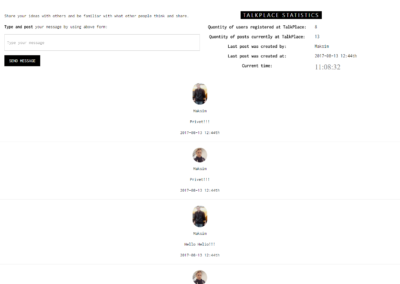 Share your ideas with others and be familiar with what other people think and share.
Type and post your message by using above form
Type your message
SEND MESSAGE
TALKPLACE STATISTICS
Quantity of users registered at TalkPlace:
Quantity of posts currently at TalkPlace: 13
Last post was created by: Maksim
Last post was created at: 2017-08-13 12:44th
Current time: 11:08:32
Maksim
Privet!!!
2017-08-13 12:44th
Maksim
Privet!!!
2017-08-13 12:44th
Maksim
Hello Hello!!!
2017-08-13 12:44th